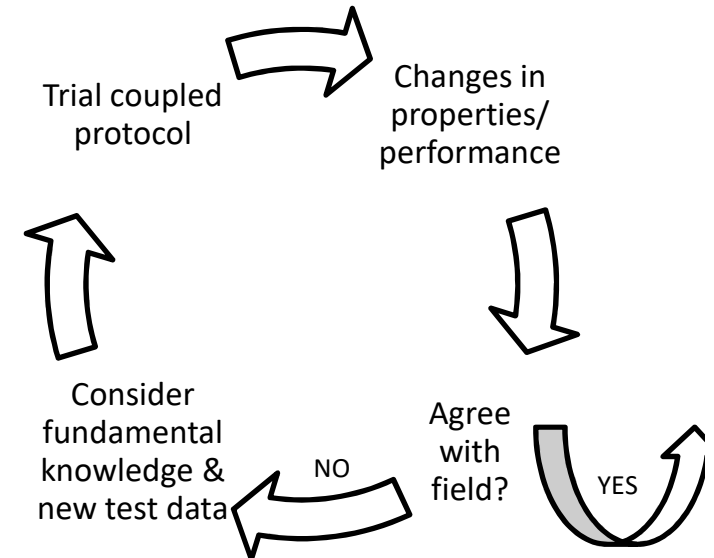 Trial coupled
protocol
Changes in
properties/
performance
Agree
with
field?
YES
NO
Consider
fundamental
knowledge &
new test data